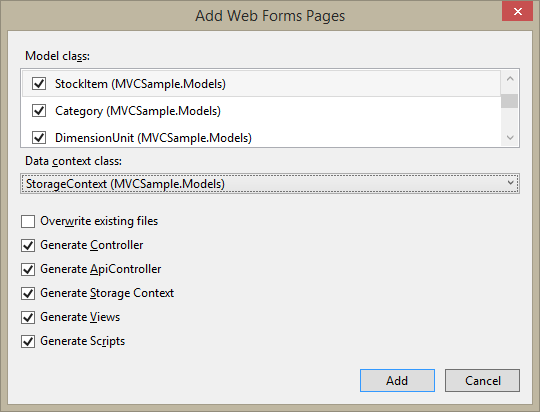 Add Web Forms Pages
Model class:
StockItem (MVCSample.Models)
Category (MVCSample.Models)
DimensionUnit (MVCSample.Models)
Data context class:
StorageContext (MVCSample.Models)
Overwrite existing files
Generate Controller
Generate ApiController
Generate Storage Context
Generate Views
Generate Scripts
Add
Cancel